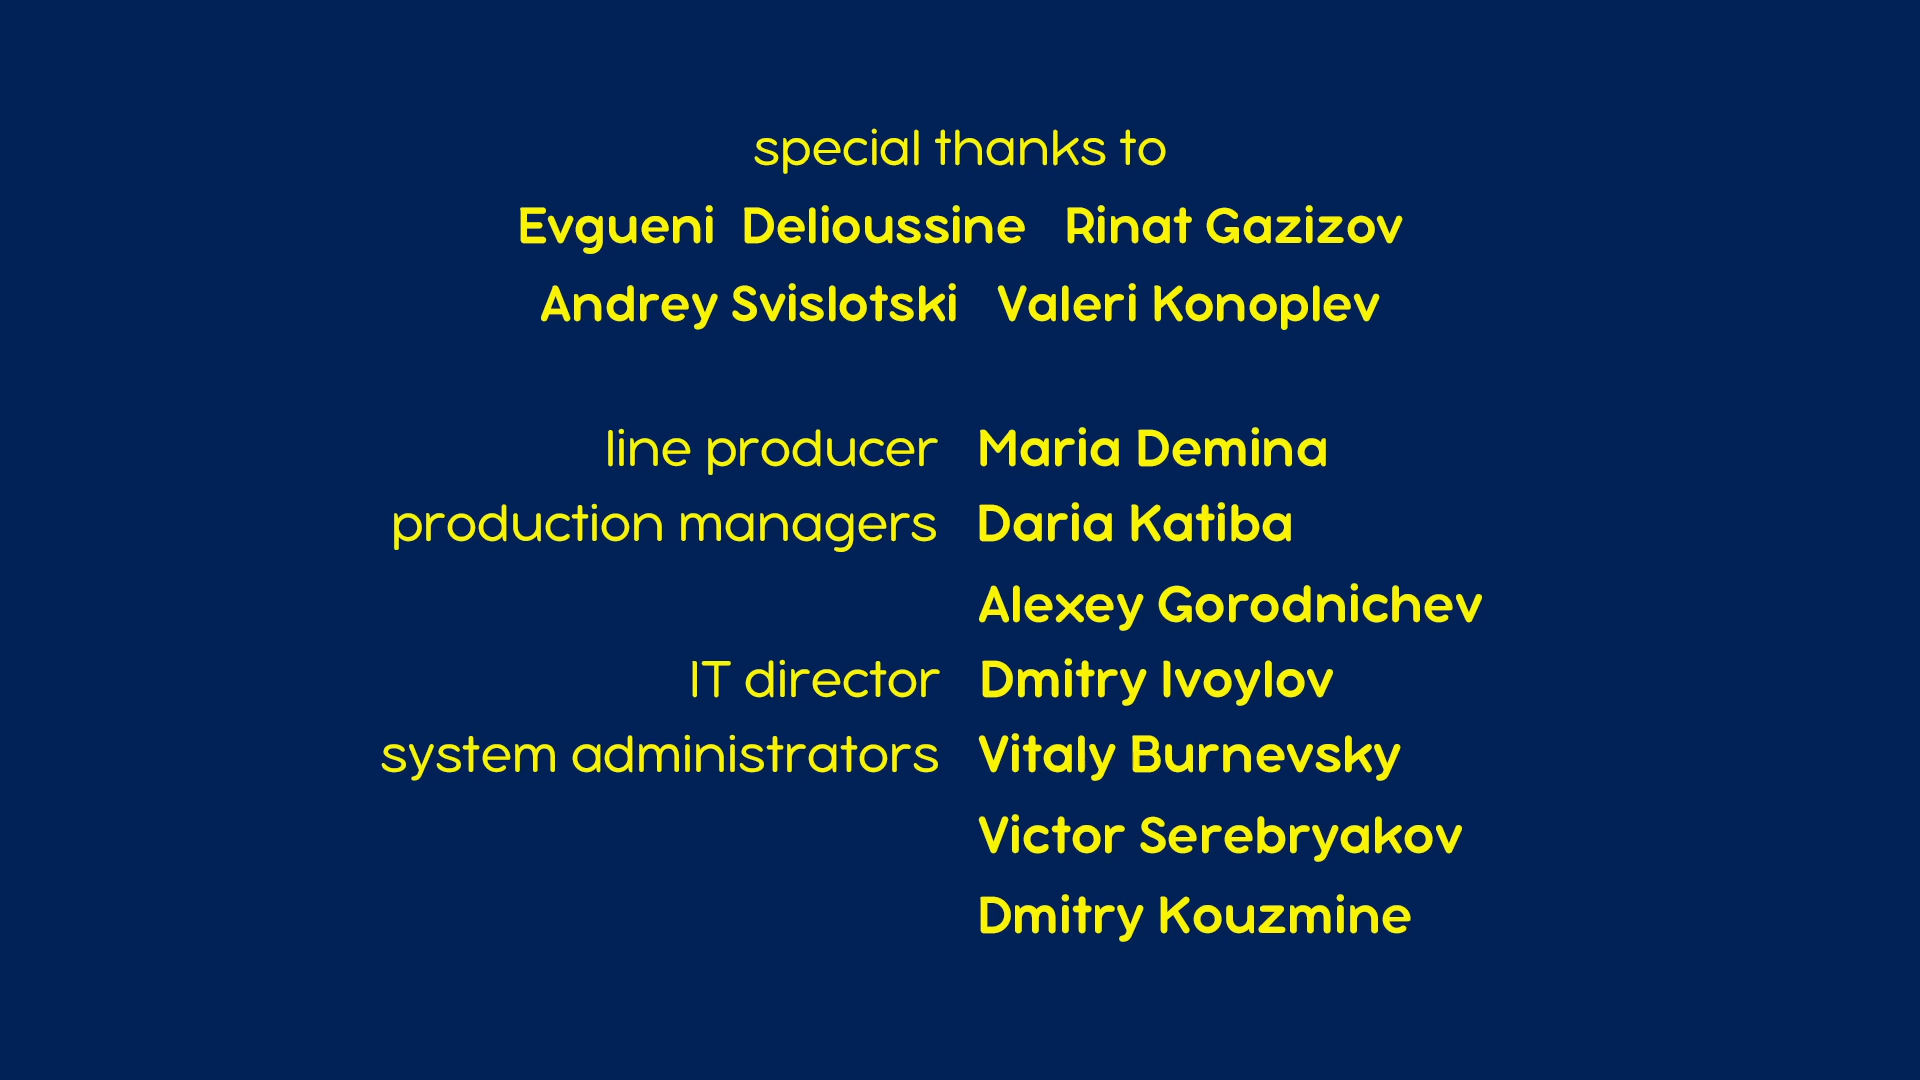 special thanks to
Evgueni Delioussine Rinat Gazizov
Andrey Svislotski Valeri Konoplev
line producer Maria Demina
production managers Daria Katiba
Alexey Gorodnichev
IT director Dmitry Ivoylov
system administrators Vitaly Burnevsky
Victor Serebryakov
Dmitry Kouzmine